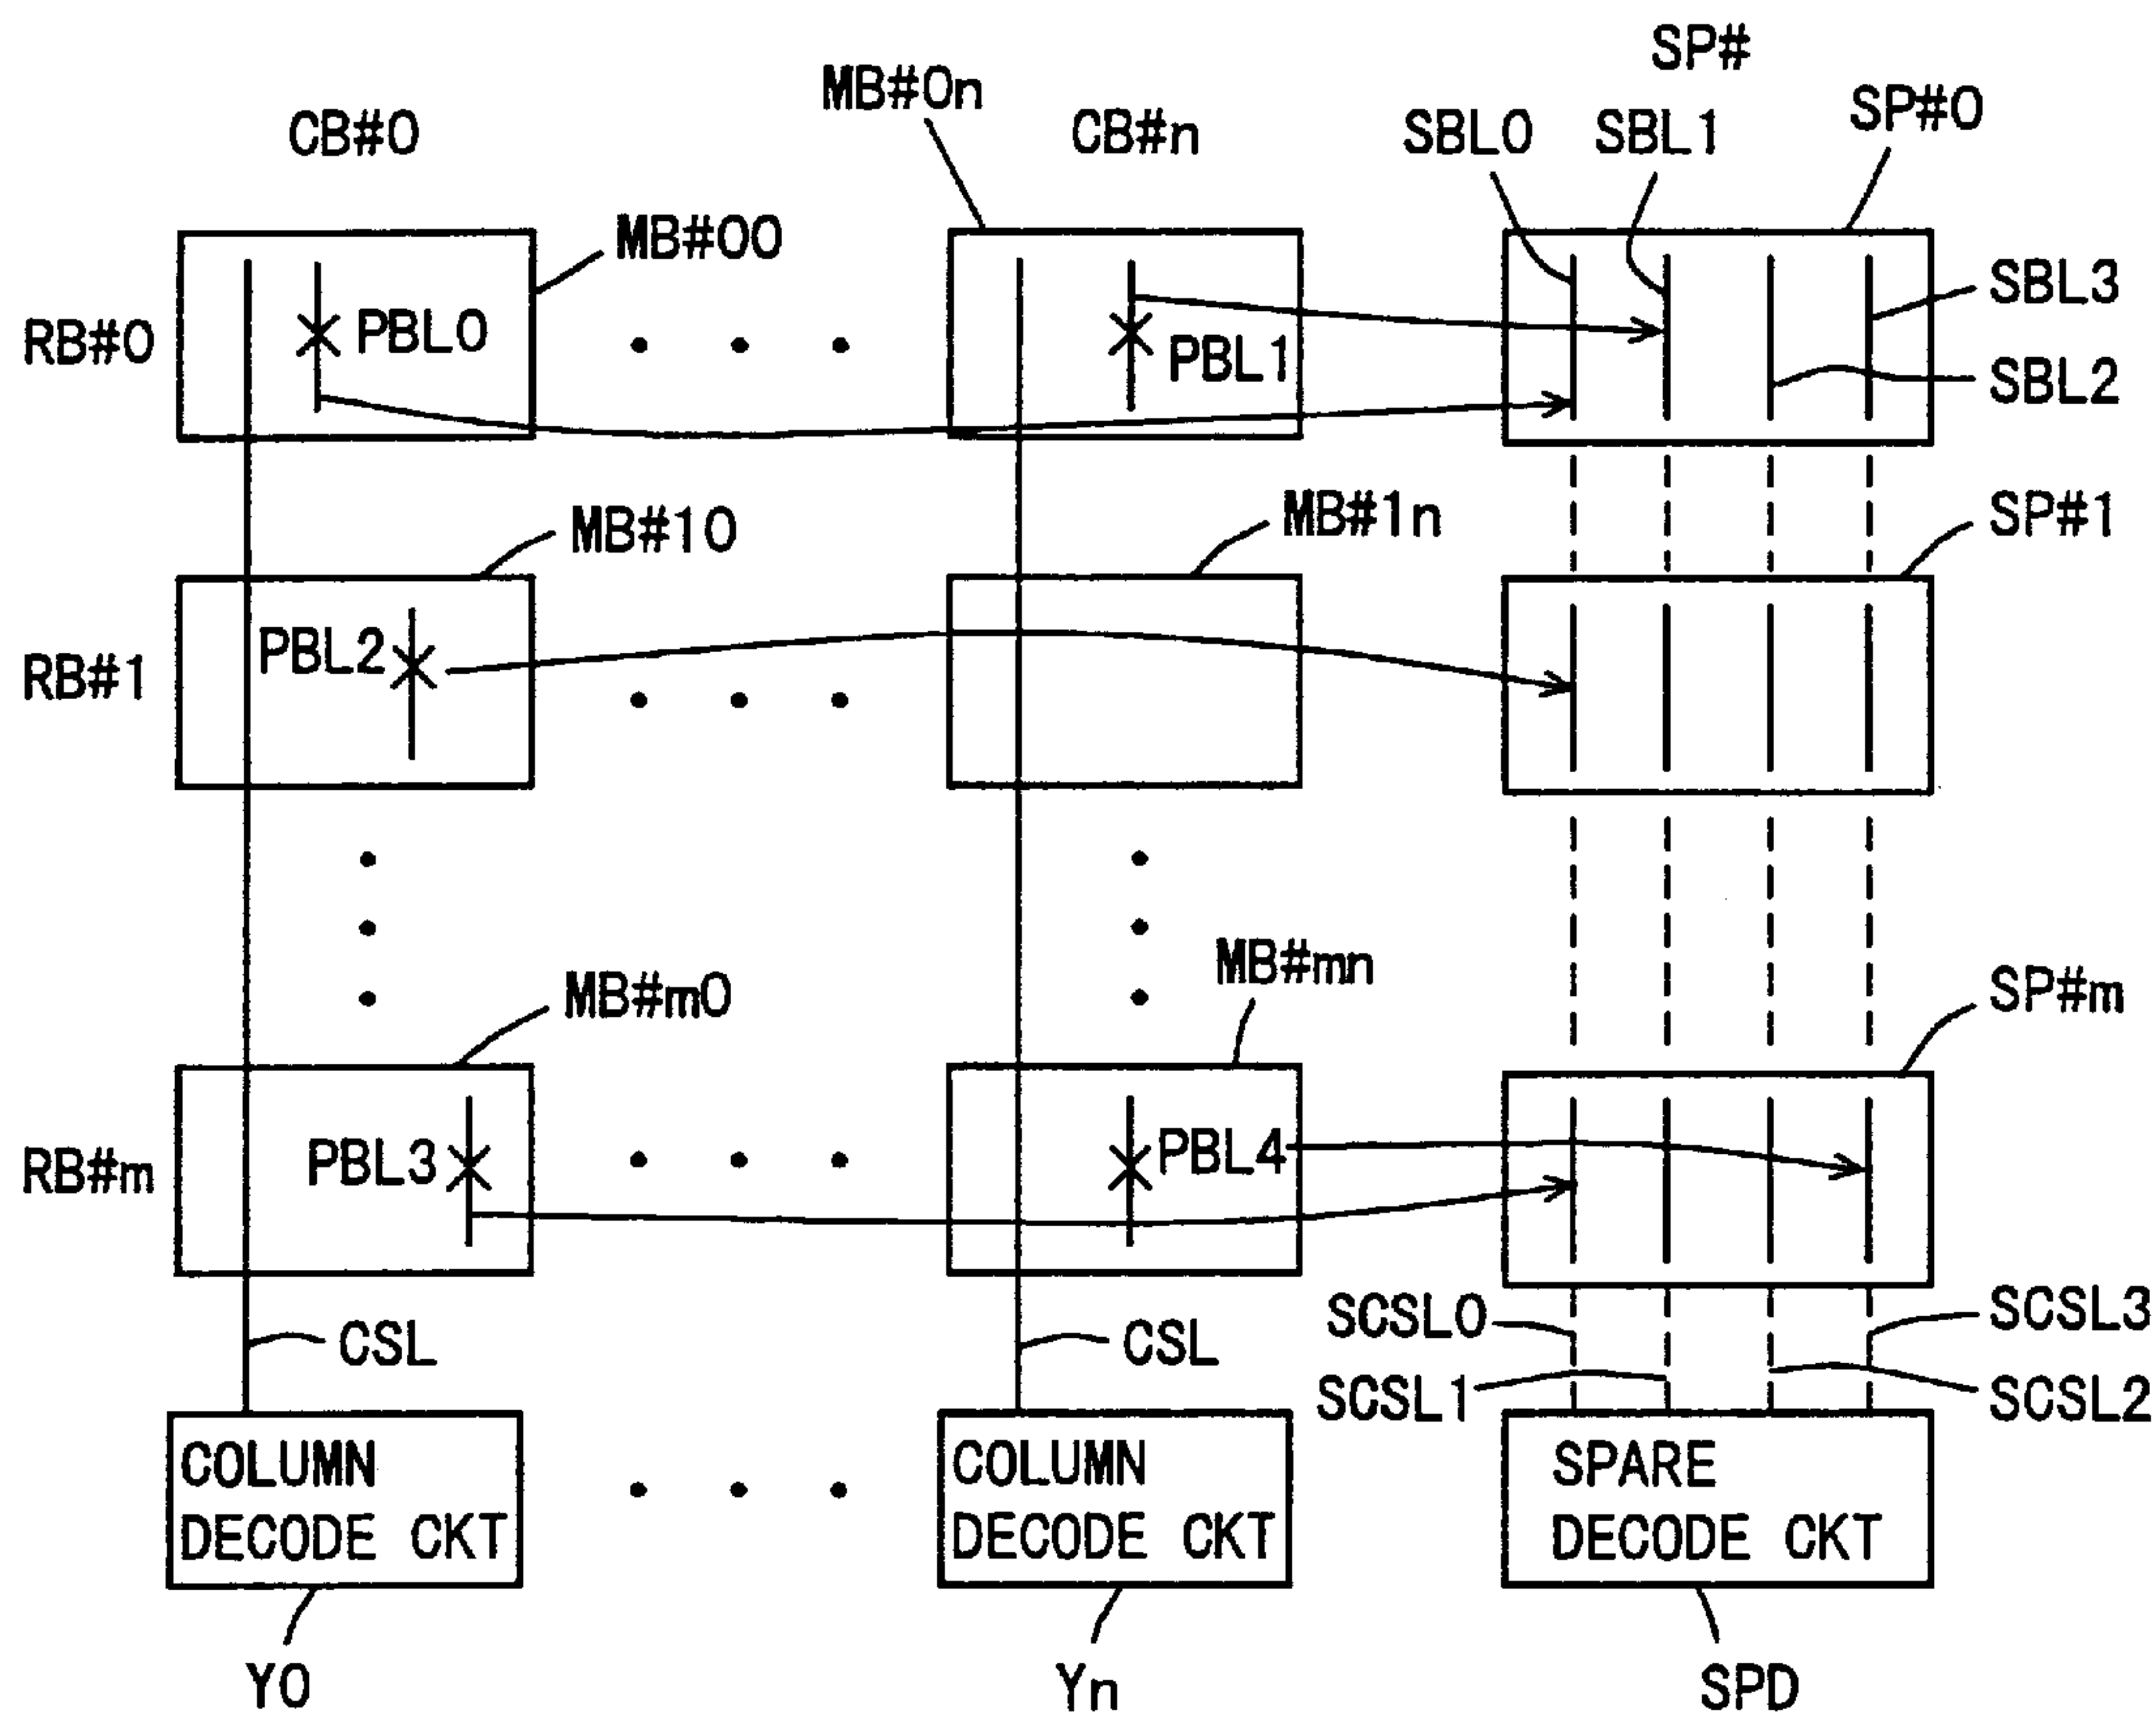 SP#
MB#0n
CB#0
CB#n
SBL0
SBL1
SP#0
MB#00
SBL3
RB#0
PBL0
PBL1
SBL2
MB#10
MB#1n
SP#1
RB#1
PBL2
MB#m0
MB#mn
SP#m
RB#m
PBL3
PBL4
CSL
CSL
SCSL0
SCSL3
SCSL1
SCSL2
COLUMN
DECODE CKT
COLUMN
DECODE CKT
SPARE
DECODE CKT
Y0
Yn
SPD